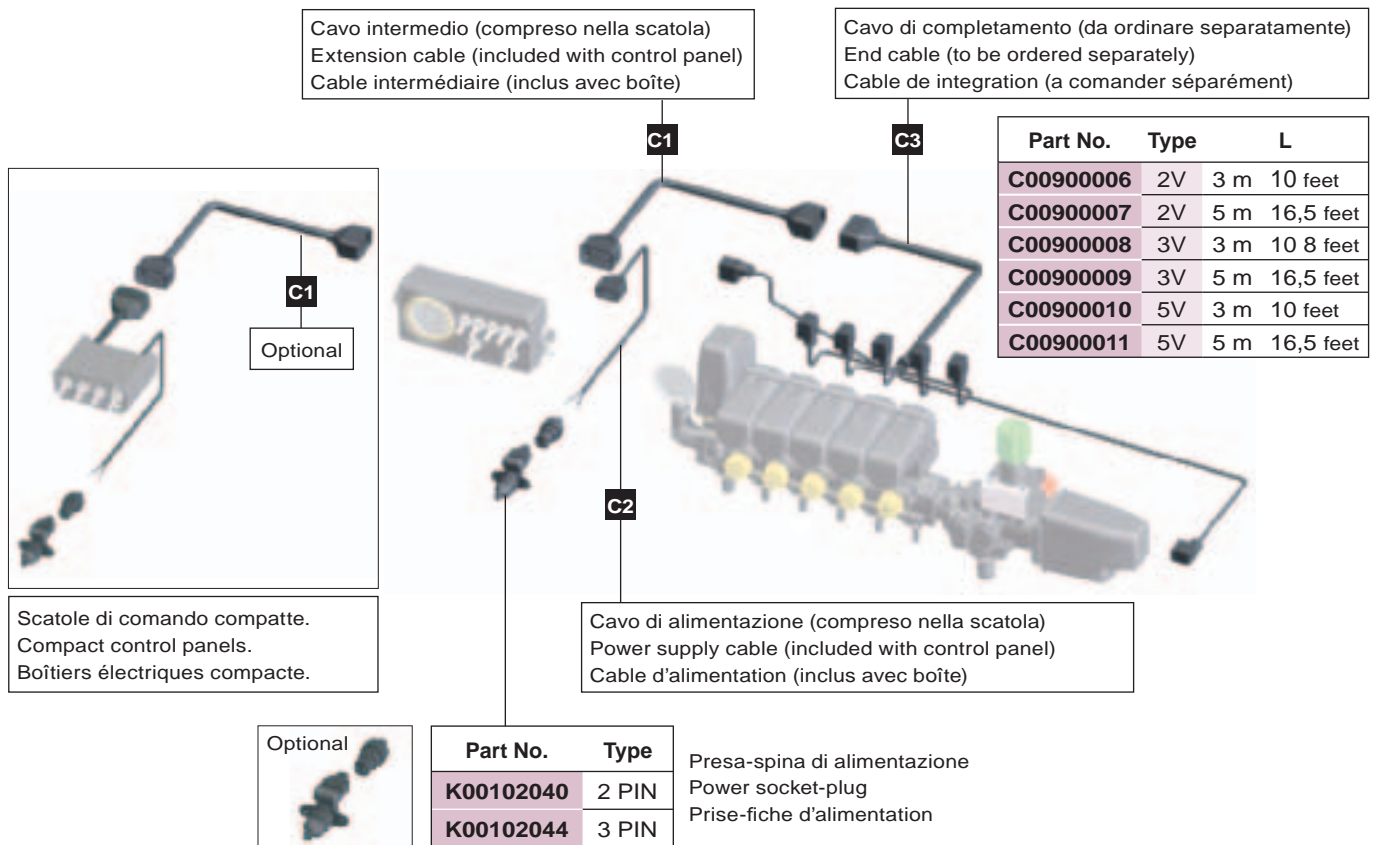 Cavo intermedio (compreso nella scatola)
Extension cable (included with control panel)
Cable intermédiaire (inclus avec boîte)
Cavo di completamento (da ordinare separatamente)
End cable (to be ordered separately)
Cable de integration (a comander séparément)
C1
C3
Part No. Type L
C00900006 2V 3 m 10 feet
C00900007 2V 5 m 16,5 feet
C00900008 3V 3 m 10 8 feet
C00900009 3V 5 m 16,5 feet
C00900010 5V 3 m 10 feet
C00900011 5V 5 m 16,5 feet
C1
Optional
C2
Scatole di comando compatte.
Compact control panels.
Boîtiers électriques compacte.
Cavo di alimentazione (compreso nella scatola)
Power supply cable (included with control panel)
Cable d'alimentation (inclus avec boîte)
Optional
Part No. Type
K00102040 2 PIN
K00102044 3 PIN
Presa-spina di alimentazione
Power socket-plug
Prise-fiche d'alimentation